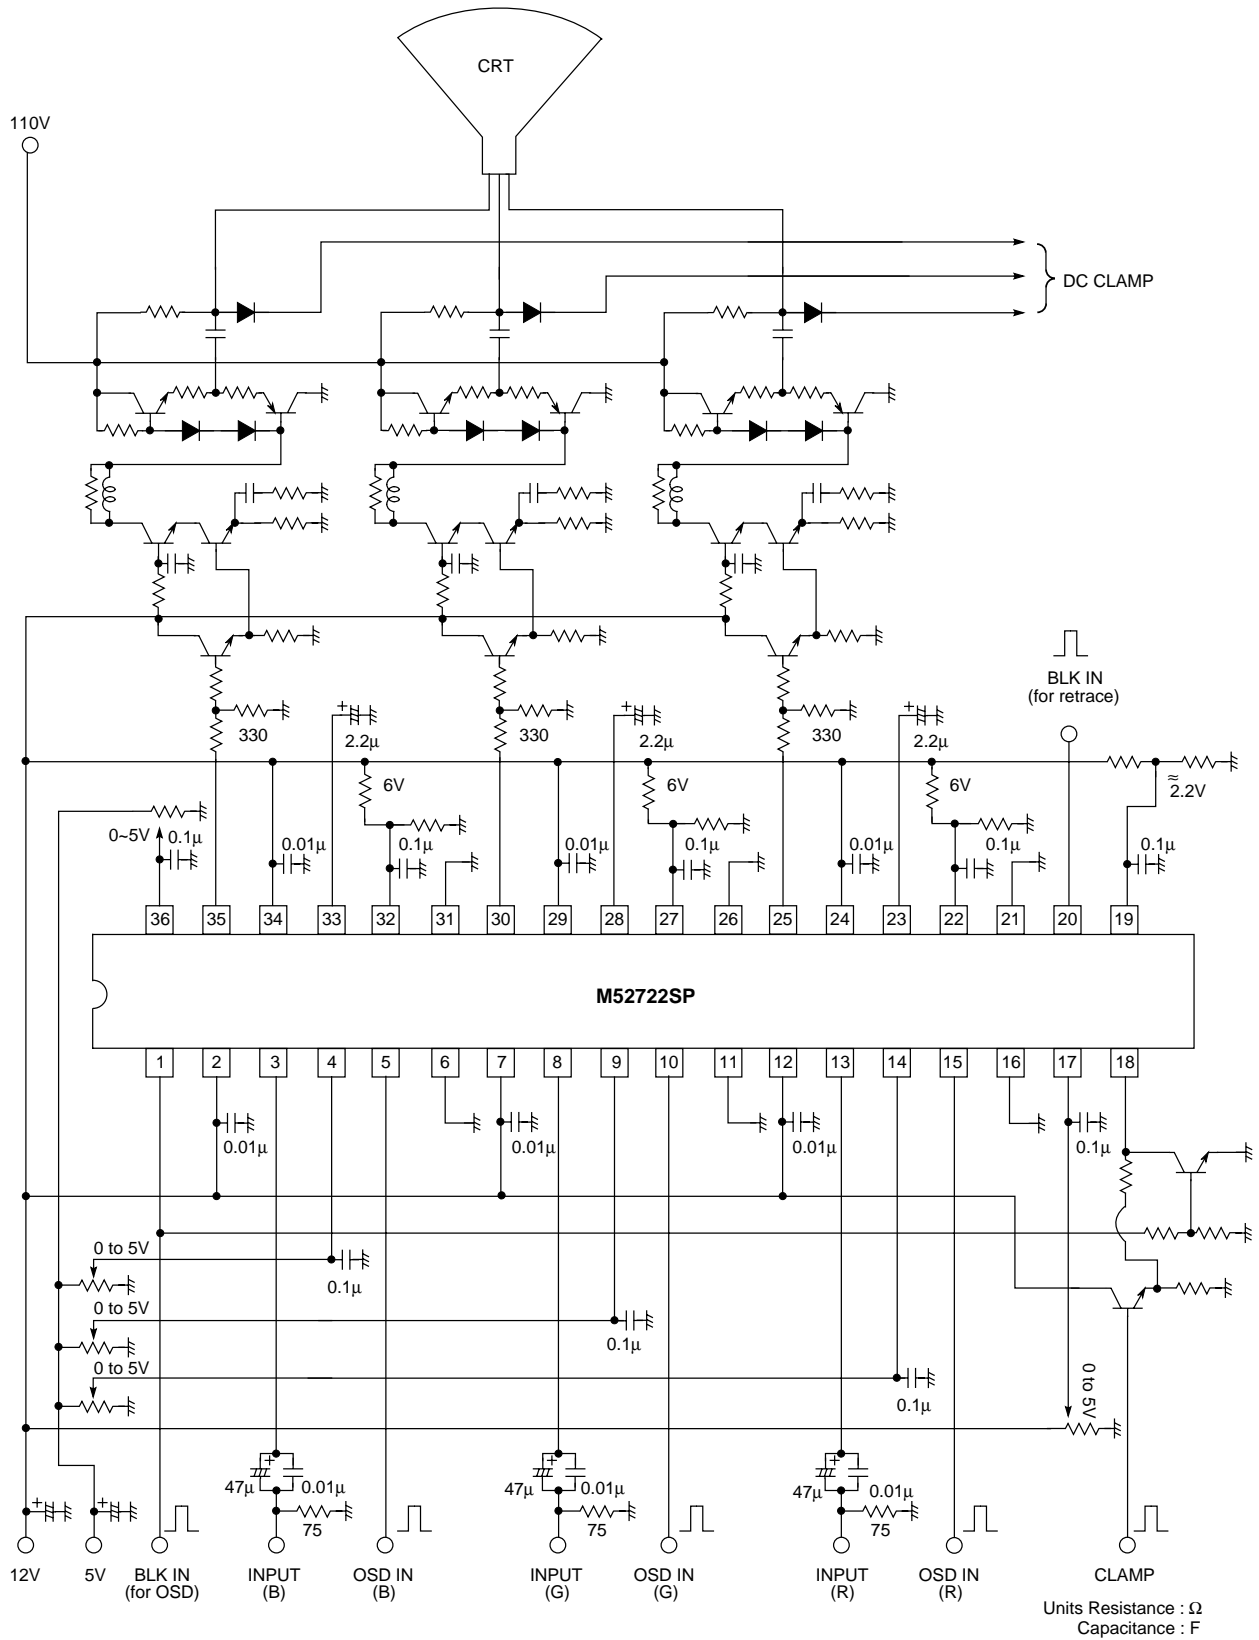 CRT
110V
DC CLAMP
BLK IN
(for retrace)
330
2.2μ
330
2.2μ
330
2.2μ
6V
6V
6V
≈
2.2V
0~5V
0.1μ
0.01μ
0.1μ
0.01μ
0.1μ
0.01μ
0.1μ
0.1μ
36 35 34 33 32 31 30 29 28 27 26 25 24 23 22 21 20 19
M52722SP
1 2 3 4 5 6 7 8 9 10 11 12 13 14 15 16 17 18
0.01μ
0.01μ
0.01μ
0.1μ
0 to 5V
0.1μ
0 to 5V
0.1μ
0 to 5V
0.1μ
0 to 5V
47μ
0.01μ
75
47μ
0.01μ
75
47μ
0.01μ
75
12V
5V
BLK IN
(for OSD)
INPUT
(B)
OSD IN
(B)
INPUT
(G)
OSD IN
(G)
INPUT
(R)
OSD IN
(R)
CLAMP
Units Resistance : Ω
Capacitance : F